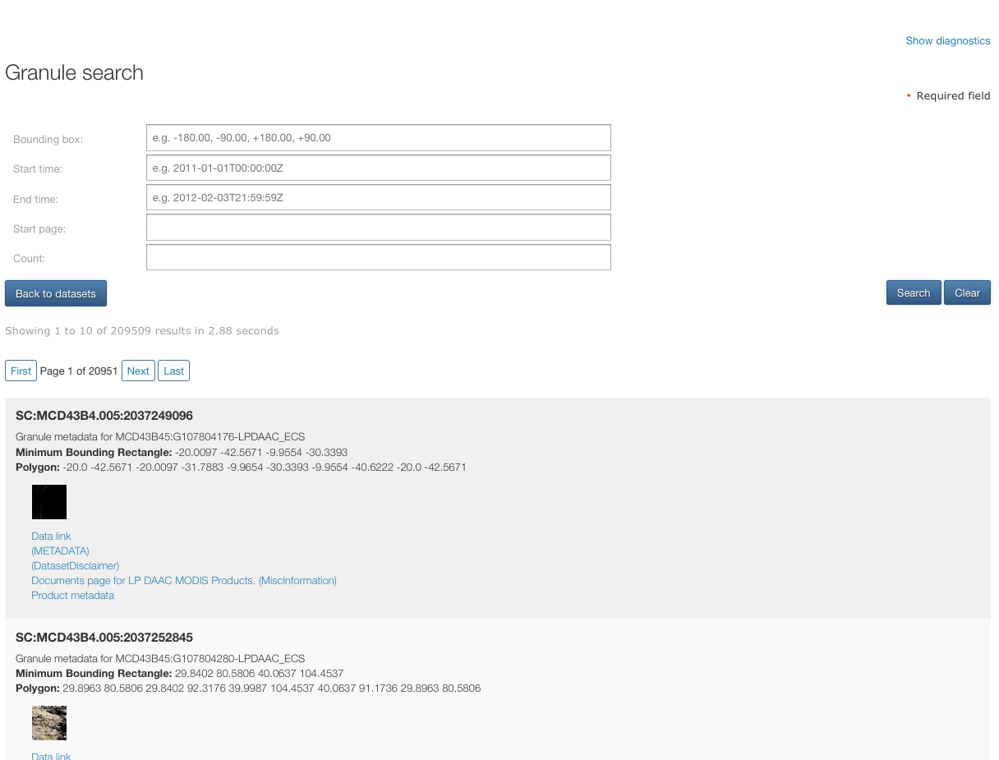 Show diagnostics
Granule search
• Required field
Bounding box: e.g. -180.00, -90.00, +180.00, +90.00
Start time: e.g. 2011-01-01T00:00:00Z
End time: e.g. 2012-02-03T21:59:59Z
Start page:
Count:
Back to datasets Search Clear
Showing 1 to 10 of 209509 results in 2.88 seconds
First Page 1 of 20951 Next Last
SC:MCD43B4.005:2037249096
Granule metadata for MCD43B45:G107804176-LPDAAC_ECS
Minimum Bounding Rectangle: -20.0097 -42.5671 -9.9554 -30.3393
Polygon: -20.0 -42.5671 -20.0097 -31.7883 -9.9654 -30.3393 -9.9554 -40.6222 -20.0 -42.5671
Data link
(METADATA)
(DatasetDisclaimer)
Documents page for LP DAAC MODIS Products. (MiscInformation)
Product metadata
SC:MCD43B4.005:2037252845
Granule metadata for MCD43B45:G107804280-LPDAAC_ECS
Minimum Bounding Rectangle: 29.8402 80.5806 40.0637 104.4537
Polygon: 29.8963 80.5806 29.8402 92.3176 39.9987 104.4537 40.0637 91.1736 29.8963 80.5806
Data link